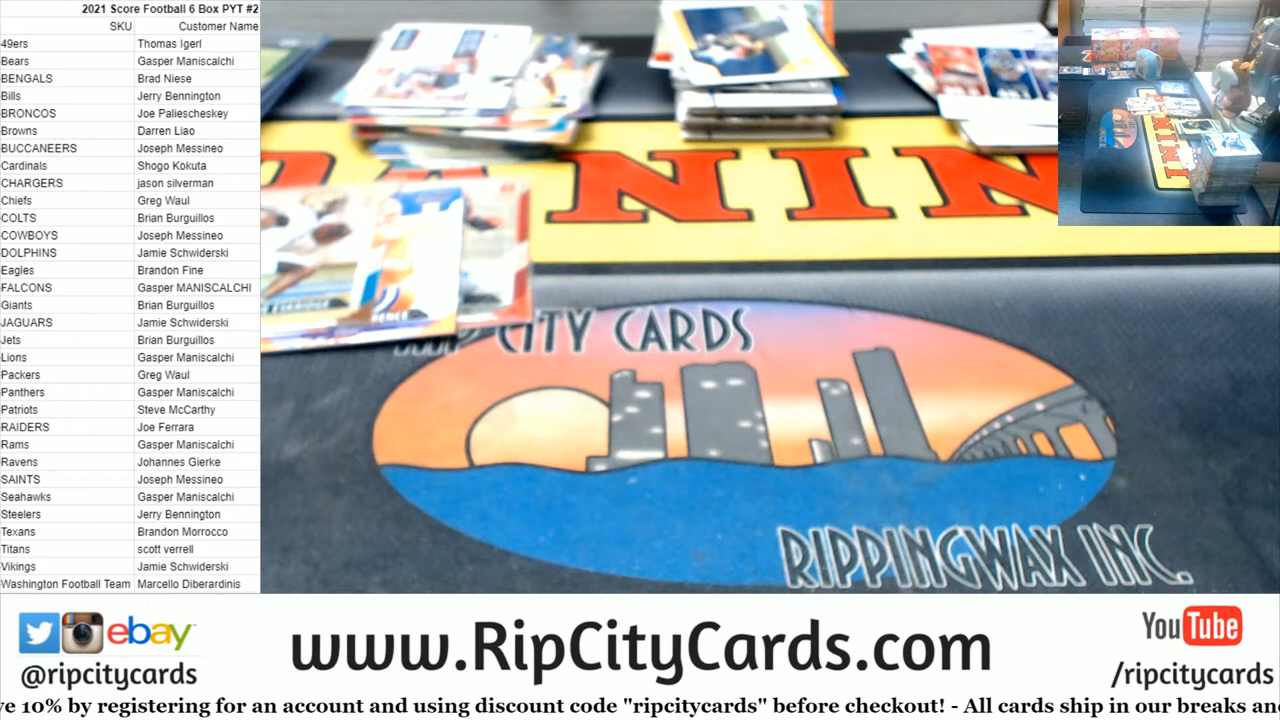 2021 Score Football 6 Box PYT #2
SKU Customer Name
49ers Thomas Igerl
Bears Gasper Maniscalchi
BENGALS Brad Niese
Bills Jerry Bennington
BRONCOS Joe Paliescheskey
Browns Darren Liao
BUCCANEERS Joseph Messineo
Cardinals Shogo Kokuta
CHARGERS jason silverman
Chiefs Greg Waul
COLTS Brian Burguillos
COWBOYS Joseph Messineo
DOLPHINS Jamie Schwiderski
Eagles Brandon Fine
FALCONS Gasper MANISCALCHI
Giants Brian Burguillos
JAGUARS Jamie Schwiderski
Jets Brian Burguillos
Lions Gasper Maniscalchi
Packers Greg Waul
Panthers Gasper Maniscalchi
Patriots Steve McCarthy
RAIDERS Joe Ferrara
Rams Gasper Maniscalchi
Ravens Johannes Gierke
SAINTS Joseph Messineo
Seahawks Gasper Maniscalchi
Steelers Jerry Bennington
Texans Brandon Morrocco
Titans scott verrell
Vikings Jamie Schwiderski
Washington Football Team Marcello Diberardinis
NIN
CITY CARDS
RIPPINGWAX INC.
ebay
@ripcitycards
www.RipCityCards.com
YouTube
/ripcitycards
ve 10% by registering for an account and using discount code "ripcitycards" before checkout! - All cards ship in our breaks an